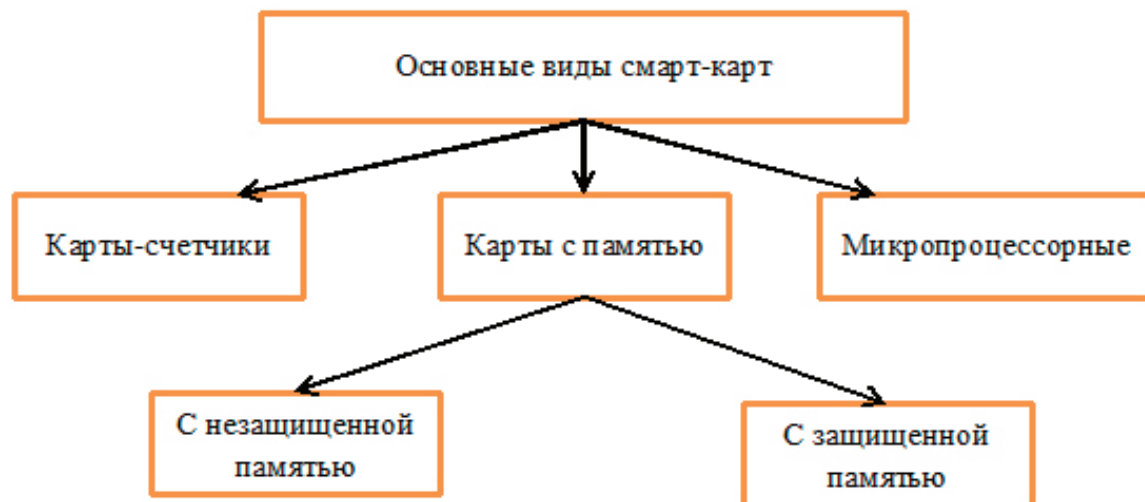 Основные виды смарт-карт
Карты-счетчики
Карты с памятью
Микропроцессорные
С незащищенной
памятью
С защищенной
памятью